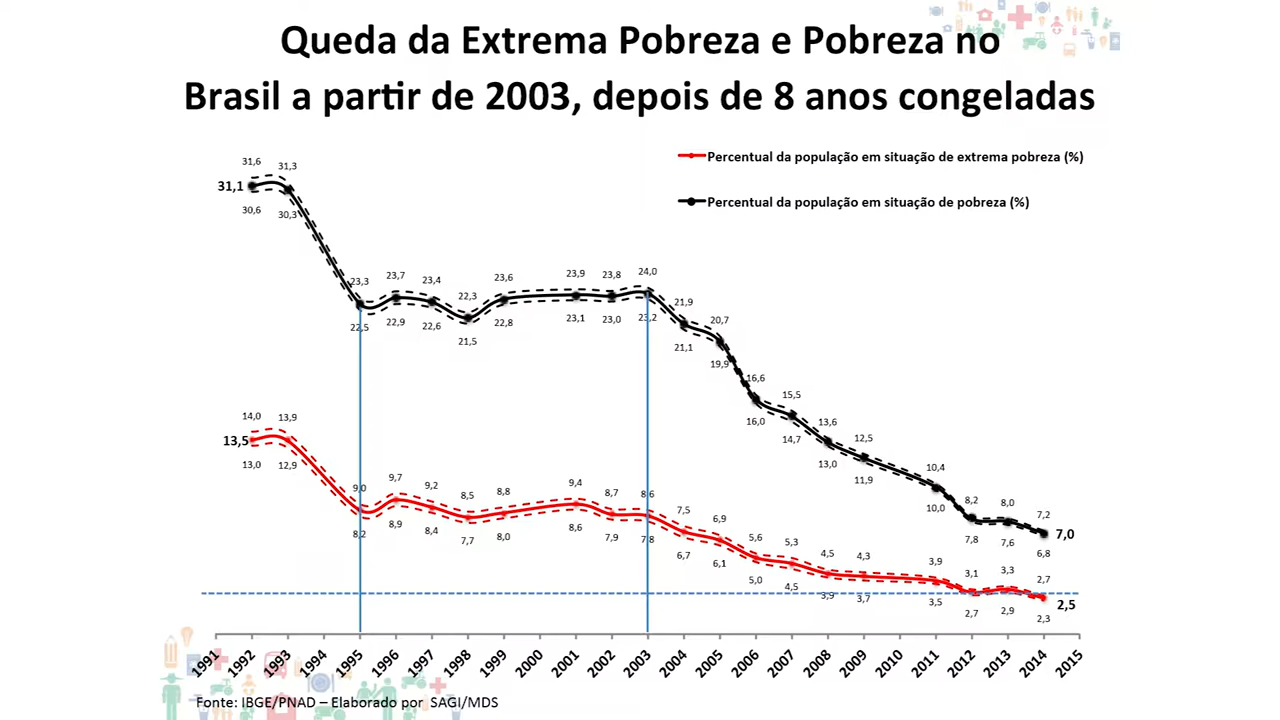 Queda da Extrema Pobreza e Pobreza no
Brasil a partir de 2003, depois de 8 anos congeladas
Percentual da população em situação de extrema pobreza (%)
Percentual da população em situação de pobreza (%)
31,6 31,3
31,1
30,6 30,3
23,3 23,7 23,4 22,3 23,6 23,9 23,8 24,0 21,9 20,7 16,6 15,5 13,6 12,5 10,4 8,2 8,0 7,2
7,0
22,5 22,9 22,6 21,5 22,8 23,1 23,0 23,2 21,1 19,9 16,0 14,7 13,0 11,9 10,0 7,8 7,6 6,8
14,0 13,9
13,5
13,0 12,9
9,0 9,7 9,2 8,5 8,8 9,4 8,7 8,6 7,5 6,9 5,6 5,3 4,5 4,3 3,9 3,1 3,3 2,7
2,5
8,2 8,9 8,4 7,7 8,0 8,6 7,9 7,8 6,7 6,1 5,0 4,5 3,9 3,7 3,5 2,7 2,9 2,3
1991 1992 1993 1994 1995 1996 1997 1998 1999 2000 2001 2002 2003 2004 2005 2006 2007 2008 2009 2010 2011 2012 2013 2014 2015
Fonte: IBGE/PNAD – Elaborado por SAGI/MDS